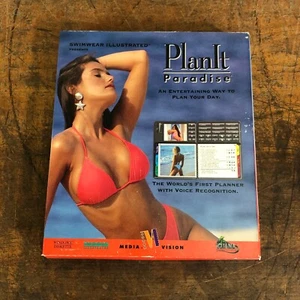 SWIMWEAR ILLUSTRATED
PlanIt
Paradise
AN ENTERTAINING WAY TO
PLAN YOUR DAY.
THE WORLD'S FIRST PLANNER
WITH VOICE RECOGNITION.
MEDIA VISION